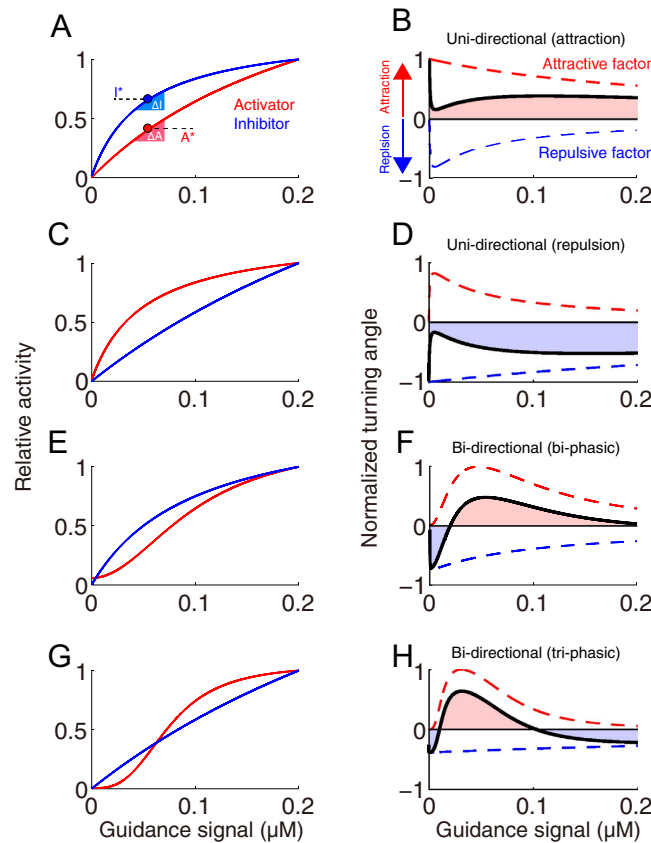 A
1
0.5
0
0
0.1
0.2
I*
ΔI
ΔA
A*
Activator
Inhibitor
B
Uni-directional (attraction)
1
0
−1
0
0.1
0.2
Attraction
Replsion
Attractive factor
Repulsive factor
C
1
0.5
0
0
0.1
0.2
D
Uni-directional (repulsion)
1
0
−1
0
0.1
0.2
Relative activity
Normalized turning angle
E
1
0.5
0
0
0.1
0.2
F
Bi-directional (bi-phasic)
1
0
−1
0
0.1
0.2
G
1
0.5
0
0
0.1
0.2
Guidance signal (μM)
H
Bi-directional (tri-phasic)
1
0
−1
0
0.1
0.2
Guidance signal (μM)